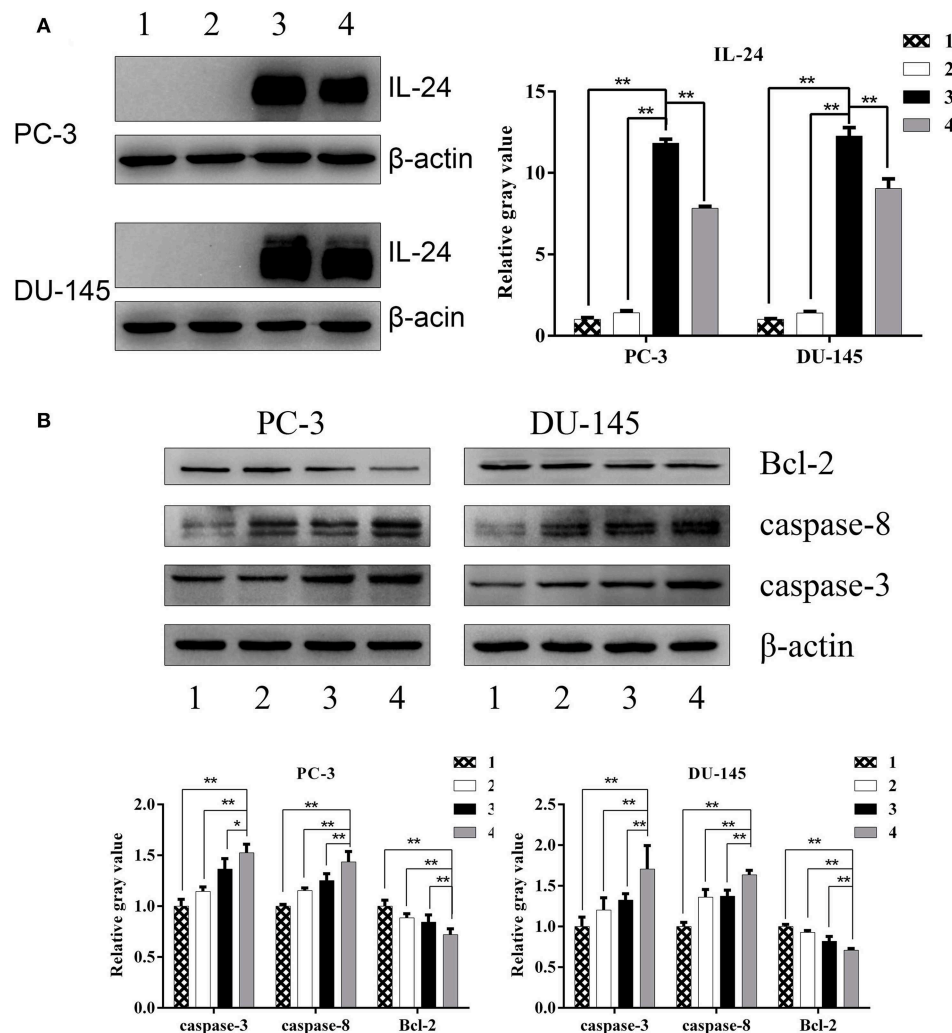 A
1 2 3 4
PC-3
IL-24
β-actin
DU-145
IL-24
β-acin
IL-24
1
2
3
4
Relative gray value
15
10
5
0
** ** **
** ** **
PC-3 DU-145
B
PC-3 DU-145
Bcl-2
caspase-8
caspase-3
β-actin
1 2 3 4 1 2 3 4
PC-3
1
2
3
4
Relative gray value
2.0
1.5
1.0
0.5
0.0
** ** *
** ** **
** ** **
caspase-3 caspase-8 Bcl-2
DU-145
1
2
3
4
Relative gray value
2.5
2.0
1.5
1.0
0.5
0.0
** ** **
** ** **
** ** **
caspase-3 caspase-8 Bcl-2